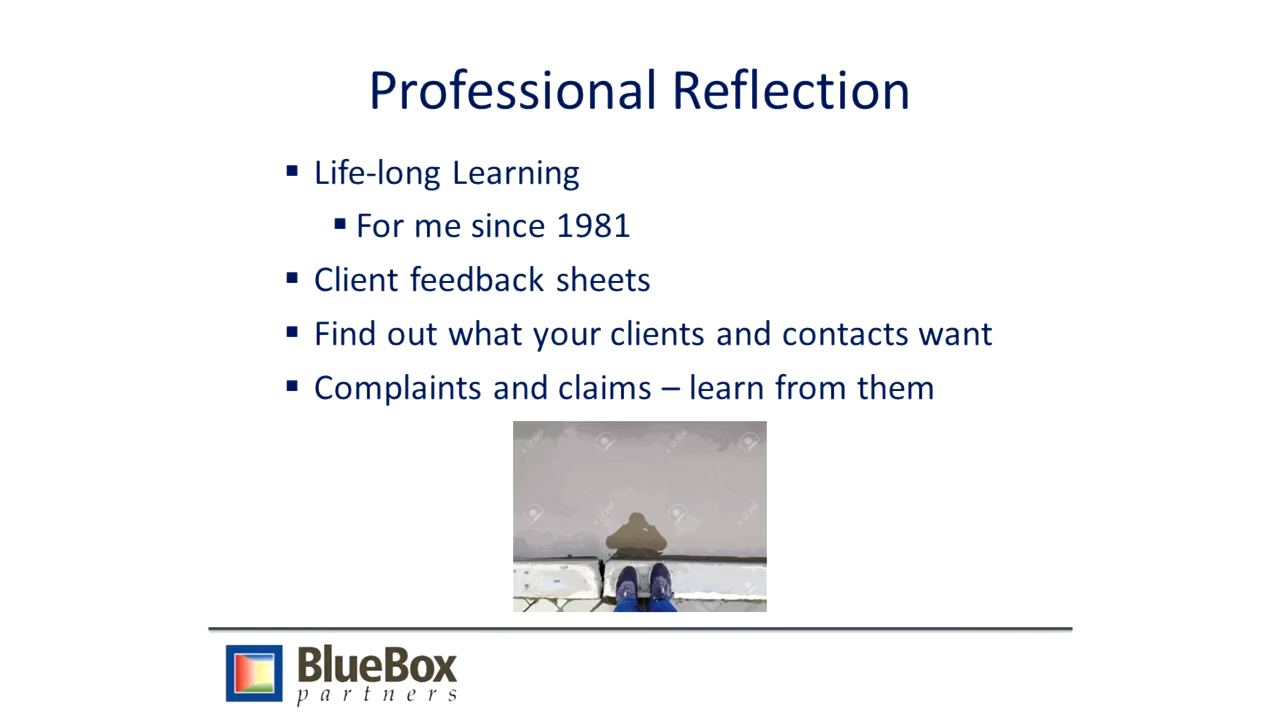 Professional Reflection
▪ Life-long Learning
▪ For me since 1981
▪ Client feedback sheets
▪ Find out what your clients and contacts want
▪ Complaints and claims – learn from them
BlueBox
partners